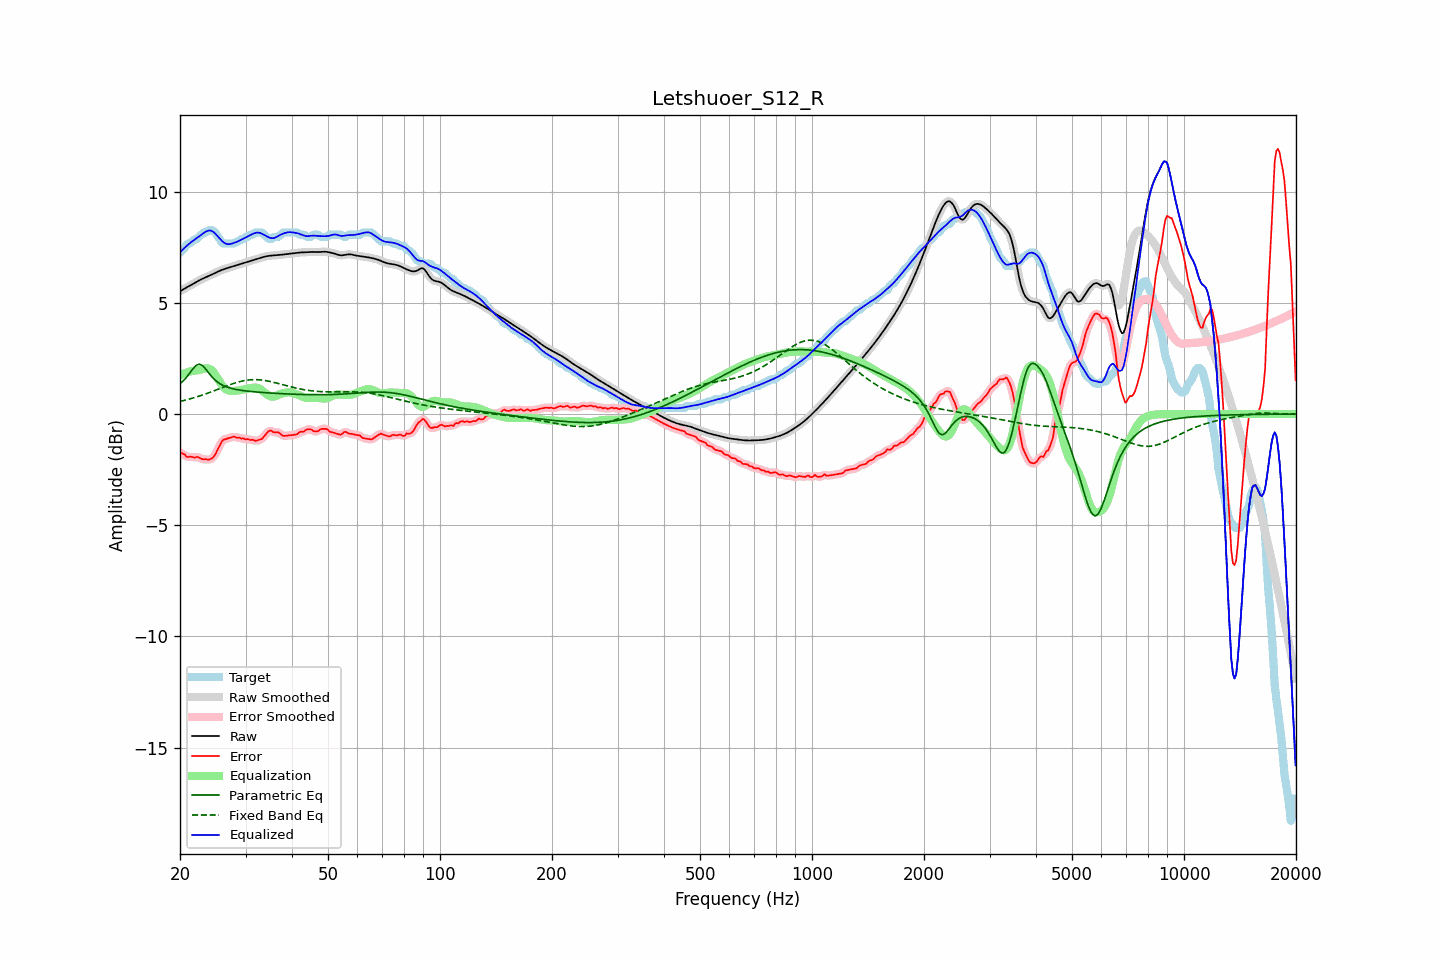 Letshuoer_S12_R
Amplitude (dBr)
10
5
0
−5
−10
−15
Target
Raw Smoothed
Error Smoothed
Raw
Error
Equalization
Parametric Eq
Fixed Band Eq
Equalized
20 50 100 200 500 1000 2000 5000 10000 20000
Frequency (Hz)